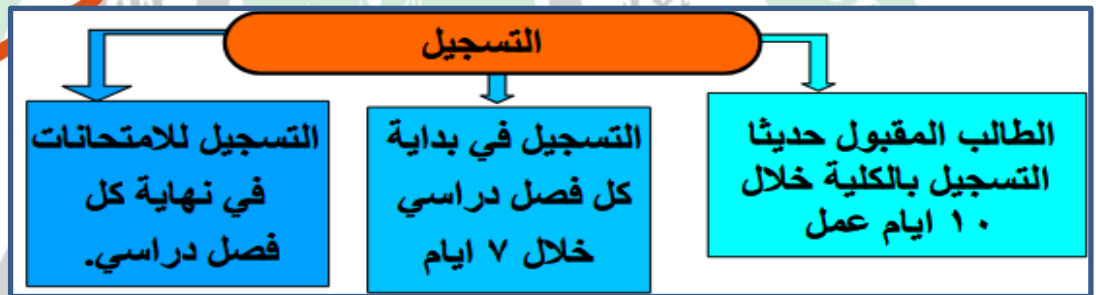 التسجيل
الطالب المقبول حديثا
التسجيل بالكلية خلال
١٠ ايام عمل
التسجيل في بداية
كل فصل دراسي
خلال ٧ ايام
التسجيل للامتحانات
في نهاية كل
فصل دراسي.